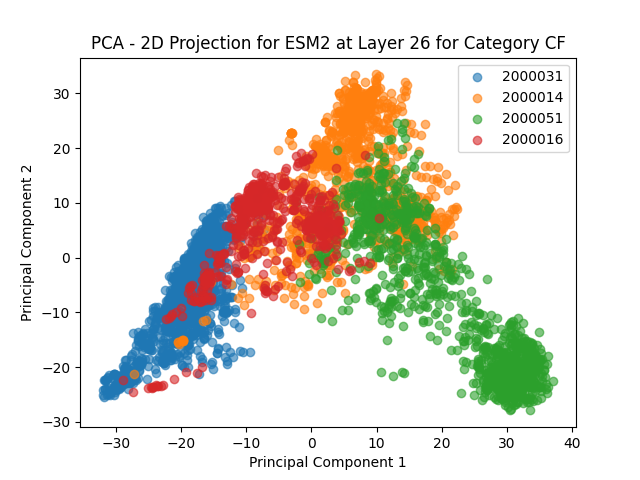 PCA - 2D Projection for ESM2 at Layer 26 for Category CF
2000031
2000014
2000051
2000016
30
20
10
0
−10
−20
−30
Principal Component 2
−30 −20 −10 0 10 20 30 40
Principal Component 1